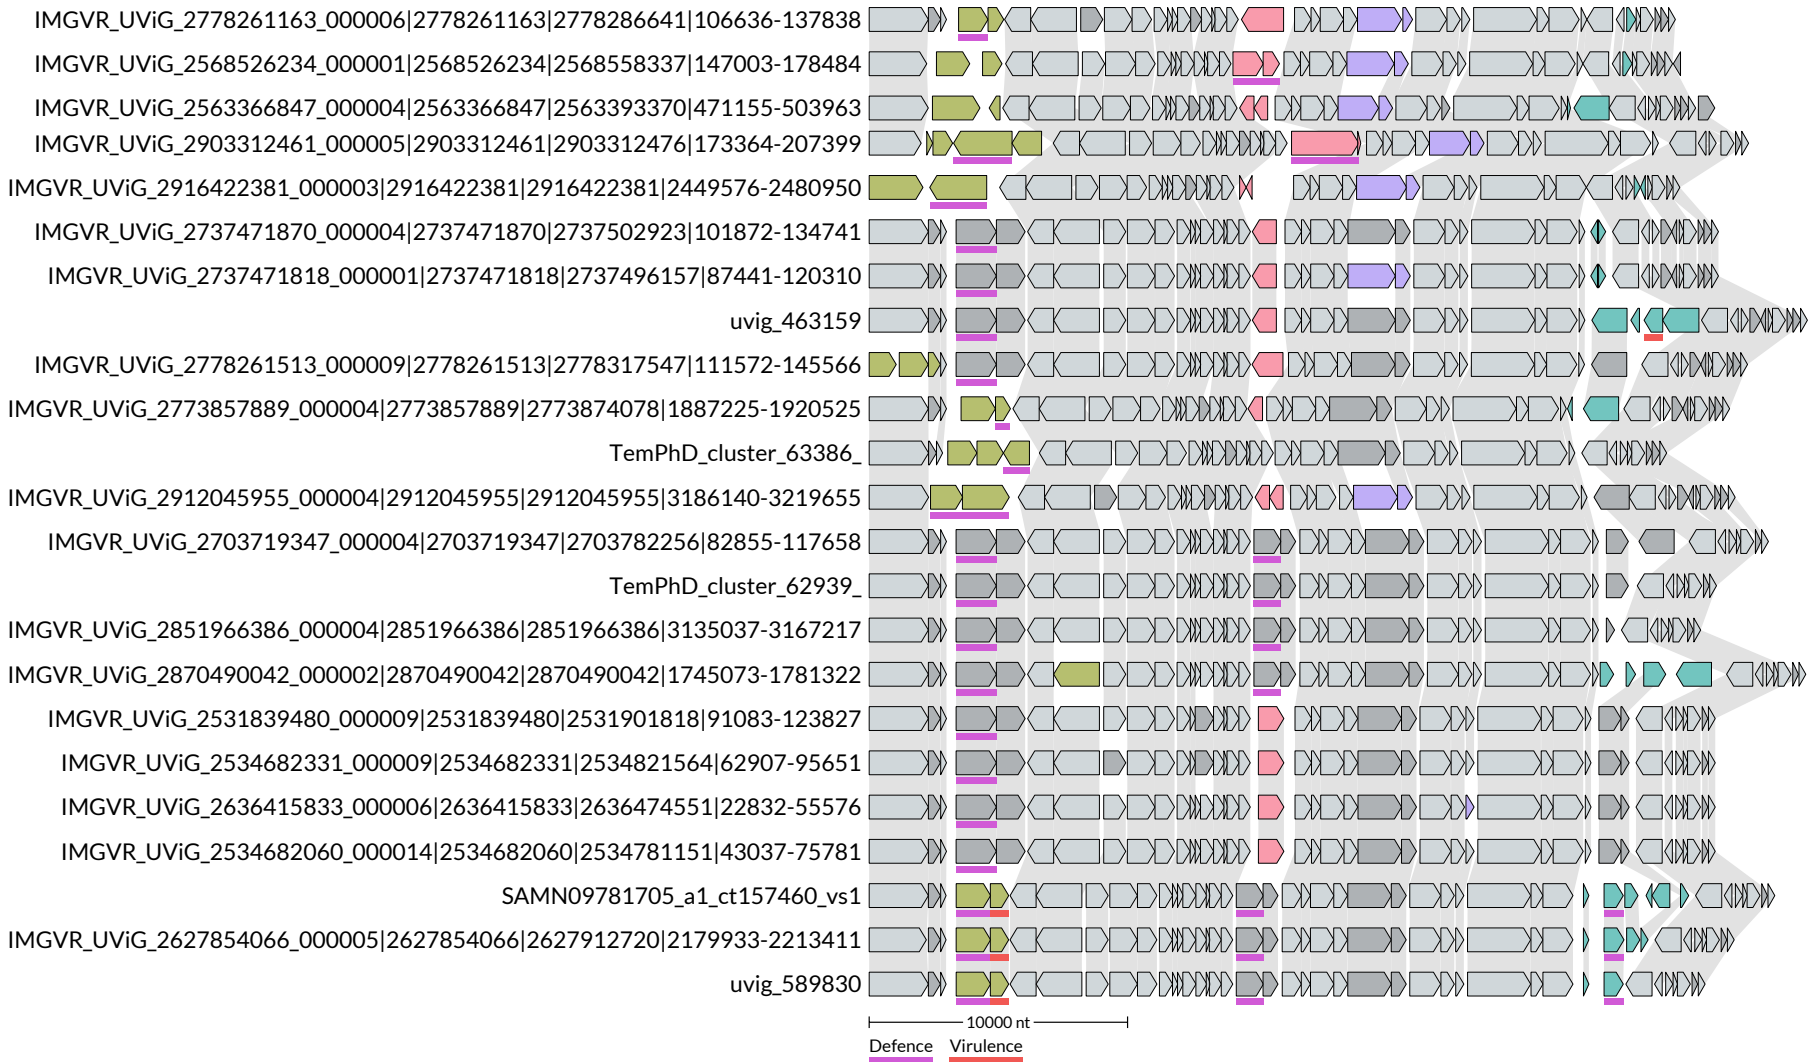 IMGVR_UViG_2778261163_000006|2778261163|2778286641|106636-137838
IMGVR_UViG_2568526234_000001|2568526234|2568558337|147003-178484
IMGVR_UViG_2563366847_000004|2563366847|2563393370|471155-503963
IMGVR_UViG_2903312461_000005|2903312461|2903312476|173364-207399
IMGVR_UViG_2916422381_000003|2916422381|2916422381|2449576-2480950
IMGVR_UViG_2737471870_000004|2737471870|2737502923|101872-134741
IMGVR_UViG_2737471818_000001|2737471818|2737496157|87441-120310
uvig_463159
IMGVR_UViG_2778261513_000009|2778261513|2778317547|111572-145566
IMGVR_UViG_2773857889_000004|2773857889|2773874078|1887225-1920525
TemPhD_cluster_63386_
IMGVR_UViG_2912045955_000004|2912045955|2912045955|3186140-3219655
IMGVR_UViG_2703719347_000004|2703719347|2703782256|82855-117658
TemPhD_cluster_62939_
IMGVR_UViG_2851966386_000004|2851966386|2851966386|3135037-3167217
IMGVR_UViG_2870490042_000002|2870490042|2870490042|1745073-1781322
IMGVR_UViG_2531839480_000009|2531839480|2531901818|91083-123827
IMGVR_UViG_2534682331_000009|2534682331|2534821564|62907-95651
IMGVR_UViG_2636415833_000006|2636415833|2636474551|22832-55576
IMGVR_UViG_2534682060_000014|2534682060|2534781151|43037-75781
SAMN09781705_a1_ct157460_vs1
IMGVR_UViG_2627854066_000005|2627854066|2627912720|2179933-2213411
uvig_589830
10000 nt
Defence Virulence